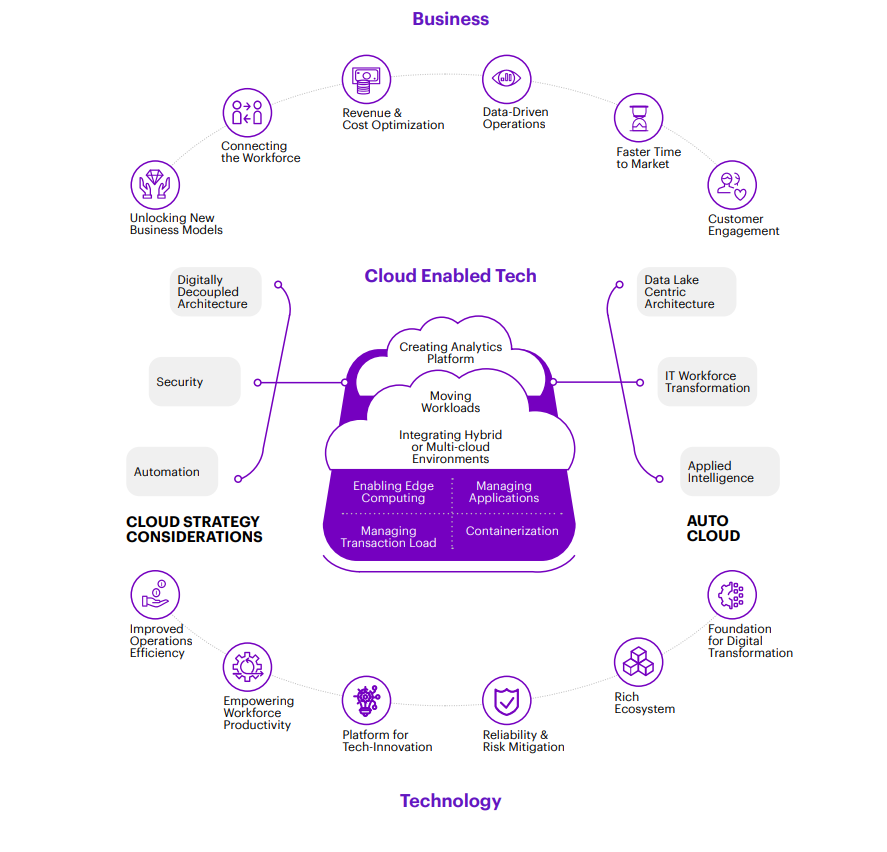 Business
Revenue &
Cost Optimization
Data-Driven
Operations
Connecting
the Workforce
Faster Time
to Market
Unlocking New
Business Models
Customer
Engagement
Cloud Enabled Tech
Digitally
Decoupled
Architecture
Data Lake
Centric
Architecture
Creating Analytics
Platform
Security
IT Workforce
Transformation
Moving
Workloads
Integrating Hybrid
or Multi-cloud
Environments
Automation
Applied
Intelligence
Enabling Edge
Computing
Managing
Applications
Managing
Transaction Load
Containerization
CLOUD STRATEGY
CONSIDERATIONS
AUTO
CLOUD
Improved
Operations
Efficiency
Foundation
for Digital
Transformation
Empowering
Workforce
Productivity
Rich
Ecosystem
Platform for
Tech-Innovation
Reliability &
Risk Mitigation
Technology